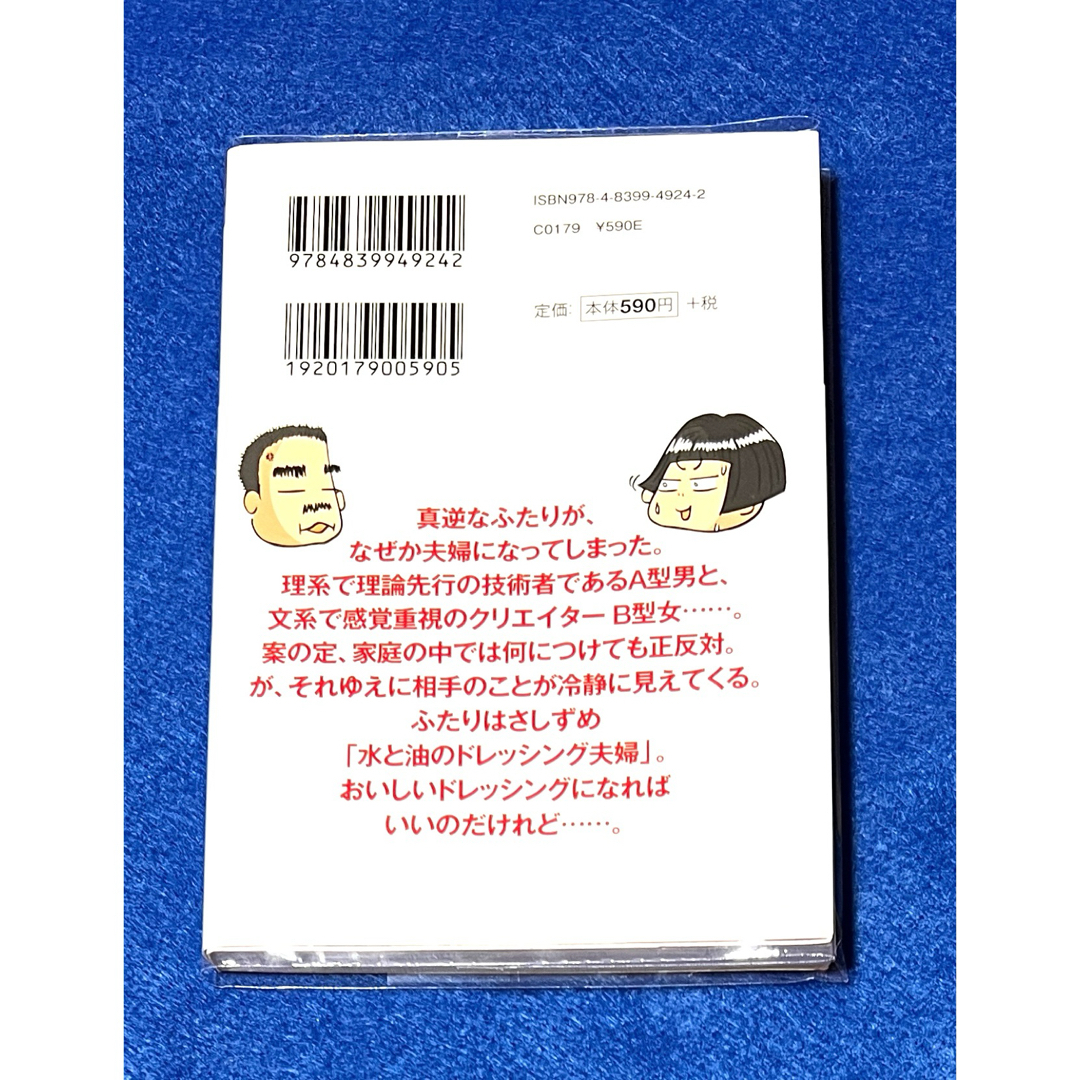 ISBN978-4-8399-4924-2
C0179 ¥590E
9784839949242
定価: 本体590円 +税
1920179005905
真逆なふたりが、
なぜか夫婦になってしまった。
理系で理論先行の技術者であるA型男と、
文系で感覚重視のクリエイター B型女……。
案の定、家庭の中では何につけても正反対。
が、それゆえに相手のことが冷静に見えてくる。
ふたりはさしずめ
「水と油のドレッシング夫婦」。
おいしいドレッシングになれば
いいのだけれど……。